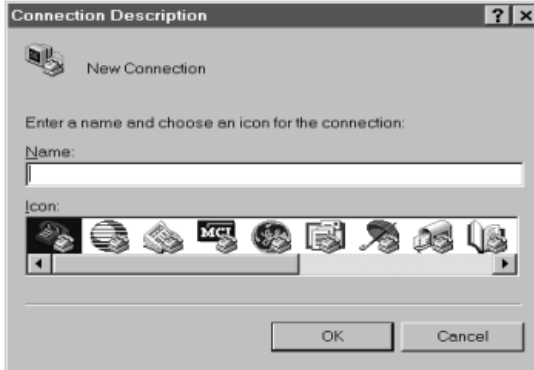 Connection Description
New Connection
Enter a name and choose an icon for the connection:
Name:
Icon:
MCI
OK
Cancel